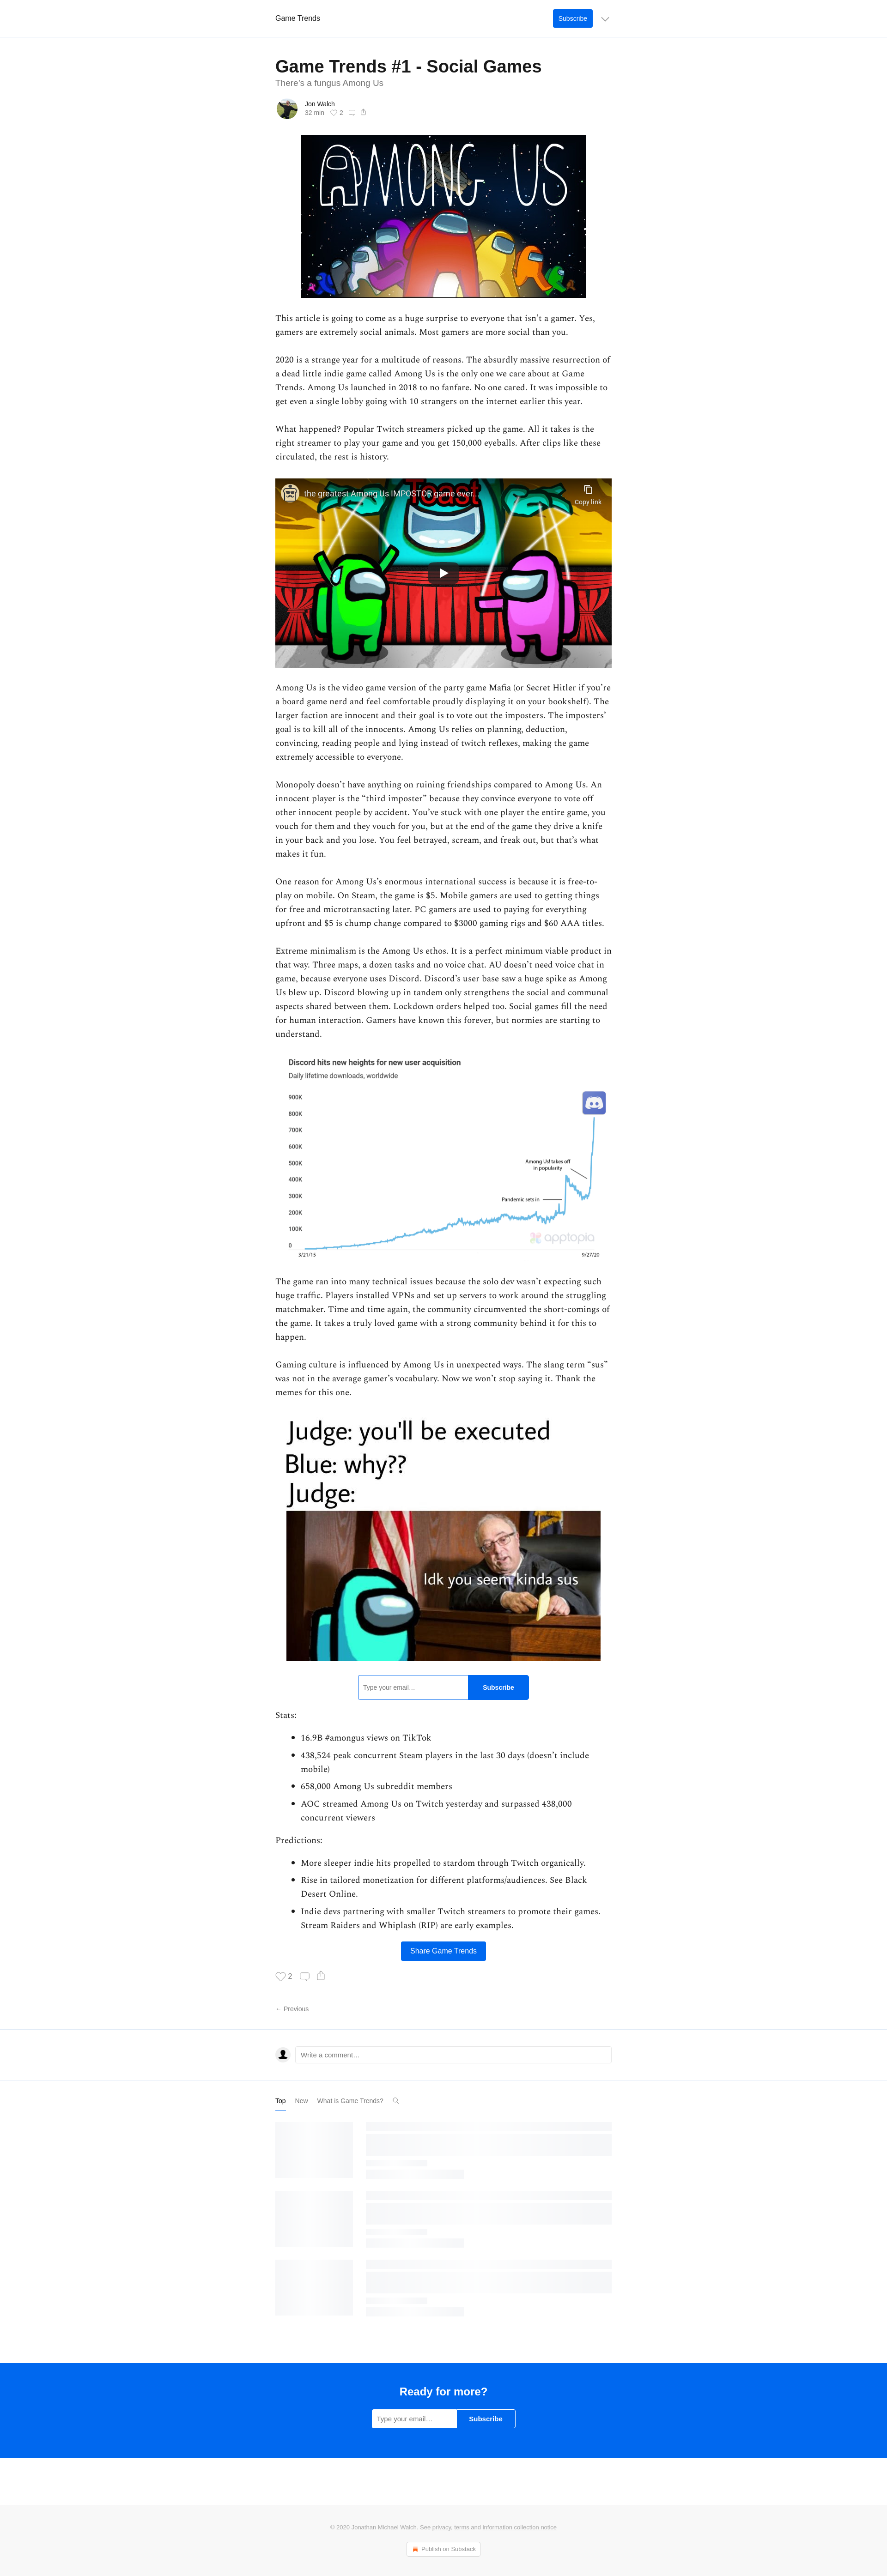 Game Trends
Subscribe
Game Trends #1 - Social Games
There's a fungus Among Us
Jon Walch
32 min
2
AMONG US
This article is going to come as a huge surprise to everyone that isn't a gamer. Yes,
gamers are extremely social animals. Most gamers are more social than you.
2020 is a strange year for a multitude of reasons. The absurdly massive resurrection of
a dead little indie game called Among Us is the only one we care about at Game
Trends. Among Us launched in 2018 to no fanfare. No one cared. It was impossible to
get even a single lobby going with 10 strangers on the internet earlier this year.
What happened? Popular Twitch streamers picked up the game. All it takes is the
right streamer to play your game and you get 150,000 eyeballs. After clips like these
circulated, the rest is history.
Toast
the greatest Among Us IMPOSTOR game ever...
Copy link
Among Us is the video game version of the party game Mafia (or Secret Hitler if you're
a board game nerd and feel comfortable proudly displaying it on your bookshelf). The
larger faction are innocent and their goal is to vote out the imposters. The imposters'
goal is to kill all of the innocents. Among Us relies on planning, deduction,
convincing, reading people and lying instead of twitch reflexes, making the game
extremely accessible to everyone.
Monopoly doesn't have anything on ruining friendships compared to Among Us. An
innocent player is the “third imposter” because they convince everyone to vote off
other innocent people by accident. You've stuck with one player the entire game, you
vouch for them and they vouch for you, but at the end of the game they drive a knife
in your back and you lose. You feel betrayed, scream, and freak out, but that's what
makes it fun.
One reason for Among Us's enormous international success is because it is free-to-
play on mobile. On Steam, the game is $5. Mobile gamers are used to getting things
for free and microtransacting later. PC gamers are used to paying for everything
upfront and $5 is chump change compared to $3000 gaming rigs and $60 AAA titles.
Extreme minimalism is the Among Us ethos. It is a perfect minimum viable product in
that way. Three maps, a dozen tasks and no voice chat. AU doesn't need voice chat in
game, because everyone uses Discord. Discord's user base saw a huge spike as Among
Us blew up. Discord blowing up in tandem only strengthens the social and communal
aspects shared between them. Lockdown orders helped too. Social games fill the need
for human interaction. Gamers have known this forever, but normies are starting to
understand.
Discord hits new heights for new user acquisition
Daily lifetime downloads, worldwide
900K
800K
700K
600K
500K
400K
300K
200K
100K
0
Among Us! takes off
in popularity
Pandemic sets in
apptopia
3/21/15
9/27/20
The game ran into many technical issues because the solo dev wasn't expecting such
huge traffic. Players installed VPNs and set up servers to work around the struggling
matchmaker. Time and time again, the community circumvented the short-comings of
the game. It takes a truly loved game with a strong community behind it for this to
happen.
Gaming culture is influenced by Among Us in unexpected ways. The slang term “sus”
was not in the average gamer's vocabulary. Now we won't stop saying it. Thank the
memes for this one.
Judge: you'll be executed
Blue: why??
Judge:
Idk you seem kinda sus
Type your email…
Subscribe
Stats:
• 16.9B #amongus views on TikTok
• 438,524 peak concurrent Steam players in the last 30 days (doesn't include
mobile)
• 658,000 Among Us subreddit members
• AOC streamed Among Us on Twitch yesterday and surpassed 438,000
concurrent viewers
Predictions:
• More sleeper indie hits propelled to stardom through Twitch organically.
• Rise in tailored monetization for different platforms/audiences. See Black
Desert Online.
• Indie devs partnering with smaller Twitch streamers to promote their games.
Stream Raiders and Whiplash (RIP) are early examples.
Share Game Trends
2
← Previous
Write a comment…
Top
New
What is Game Trends?
Ready for more?
Type your email…
Subscribe
© 2020 Jonathan Michael Walch. See privacy, terms and information collection notice
Publish on Substack